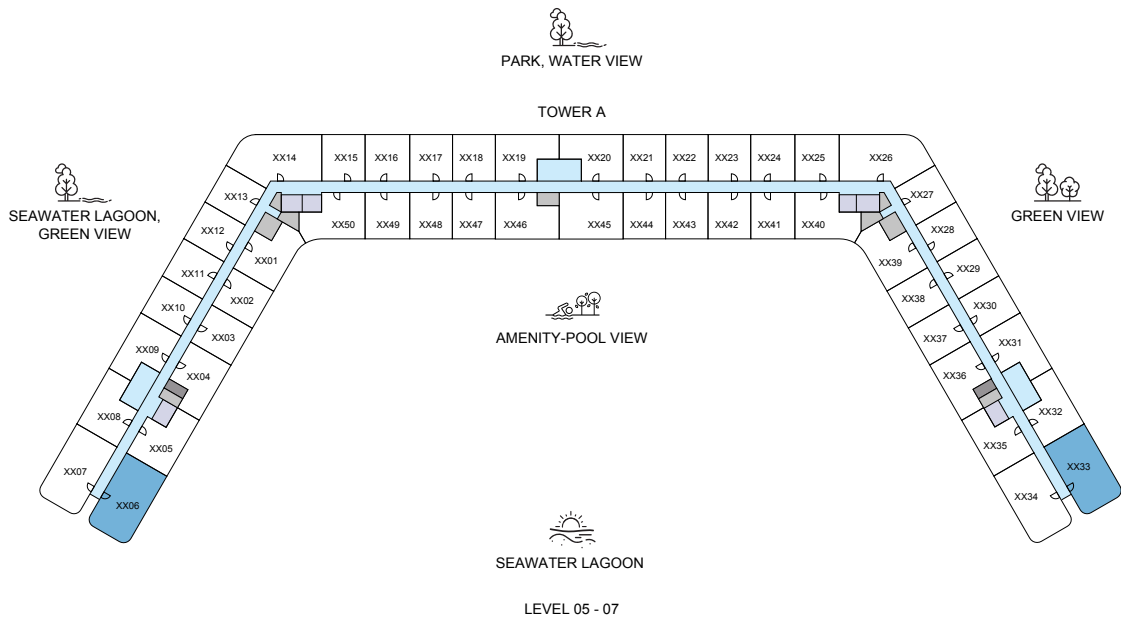 PARK, WATER VIEW
TOWER A
XX14 XX15 XX16 XX17 XX18 XX19 XX20 XX21 XX22 XX23 XX24 XX25 XX26
SEAWATER LAGOON,
GREEN VIEW
GREEN VIEW
XX13 XX27
XX50 XX49 XX48 XX47 XX46 XX45 XX44 XX43 XX42 XX41 XX40
XX12 XX28
XX01 XX39
XX11 XX29
XX02 XX38
XX10 XX30
XX03 XX37
AMENITY-POOL VIEW
XX09 XX31
XX04 XX36
XX08 XX32
XX05 XX35
XX07 XX33
XX06 XX34
SEAWATER LAGOON
LEVEL 05 - 07